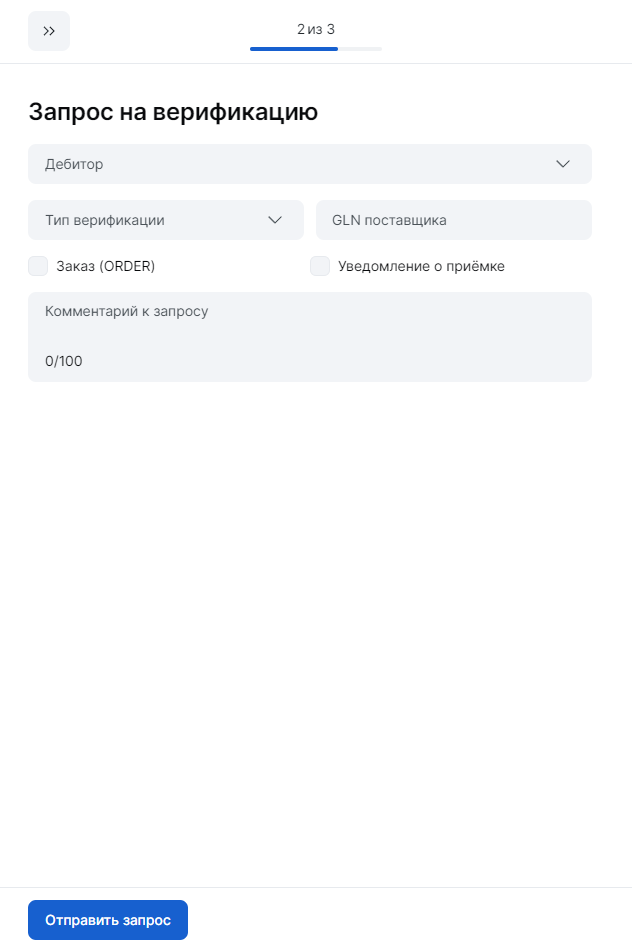 2 из 3
Запрос на верификацию
Дебитор
Тип верификации
GLN поставщика
Заказ (ORDER)
Уведомление о приёмке
Комментарий к запросу
0/100
Отправить запрос